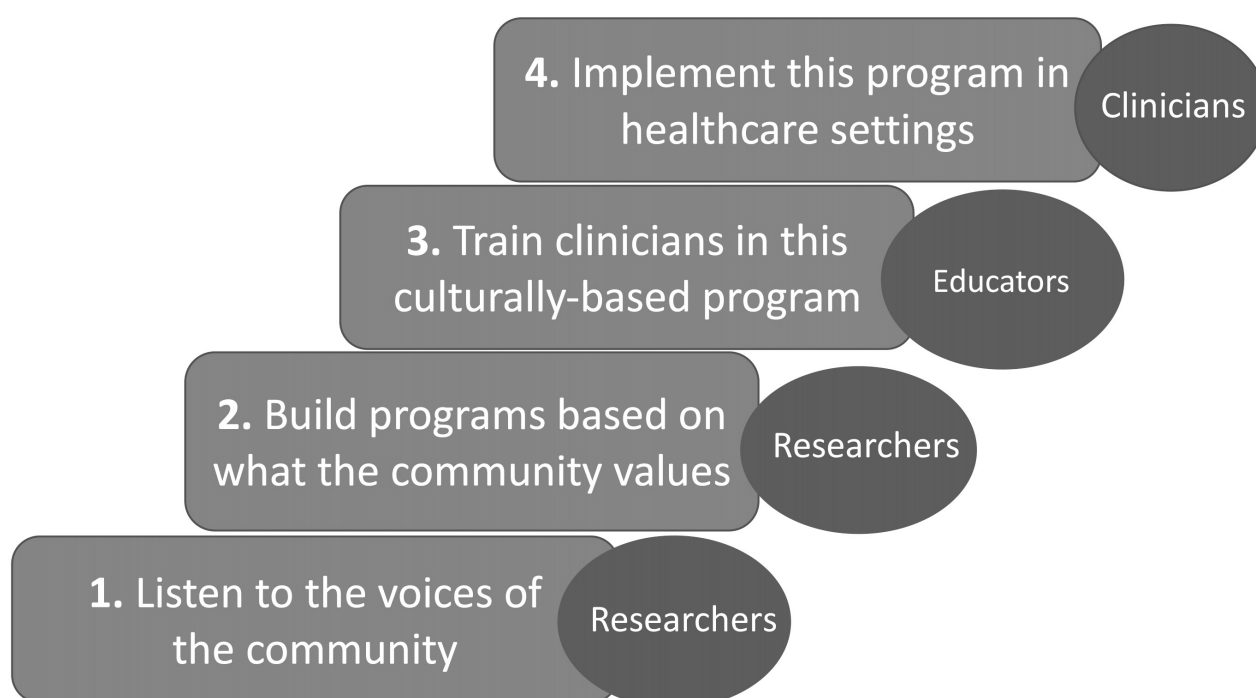 4. Implement this program in
healthcare settings
Clinicians
3. Train clinicians in this
culturally-based program
Educators
2. Build programs based on
what the community values
Researchers
1. Listen to the voices of
the community
Researchers